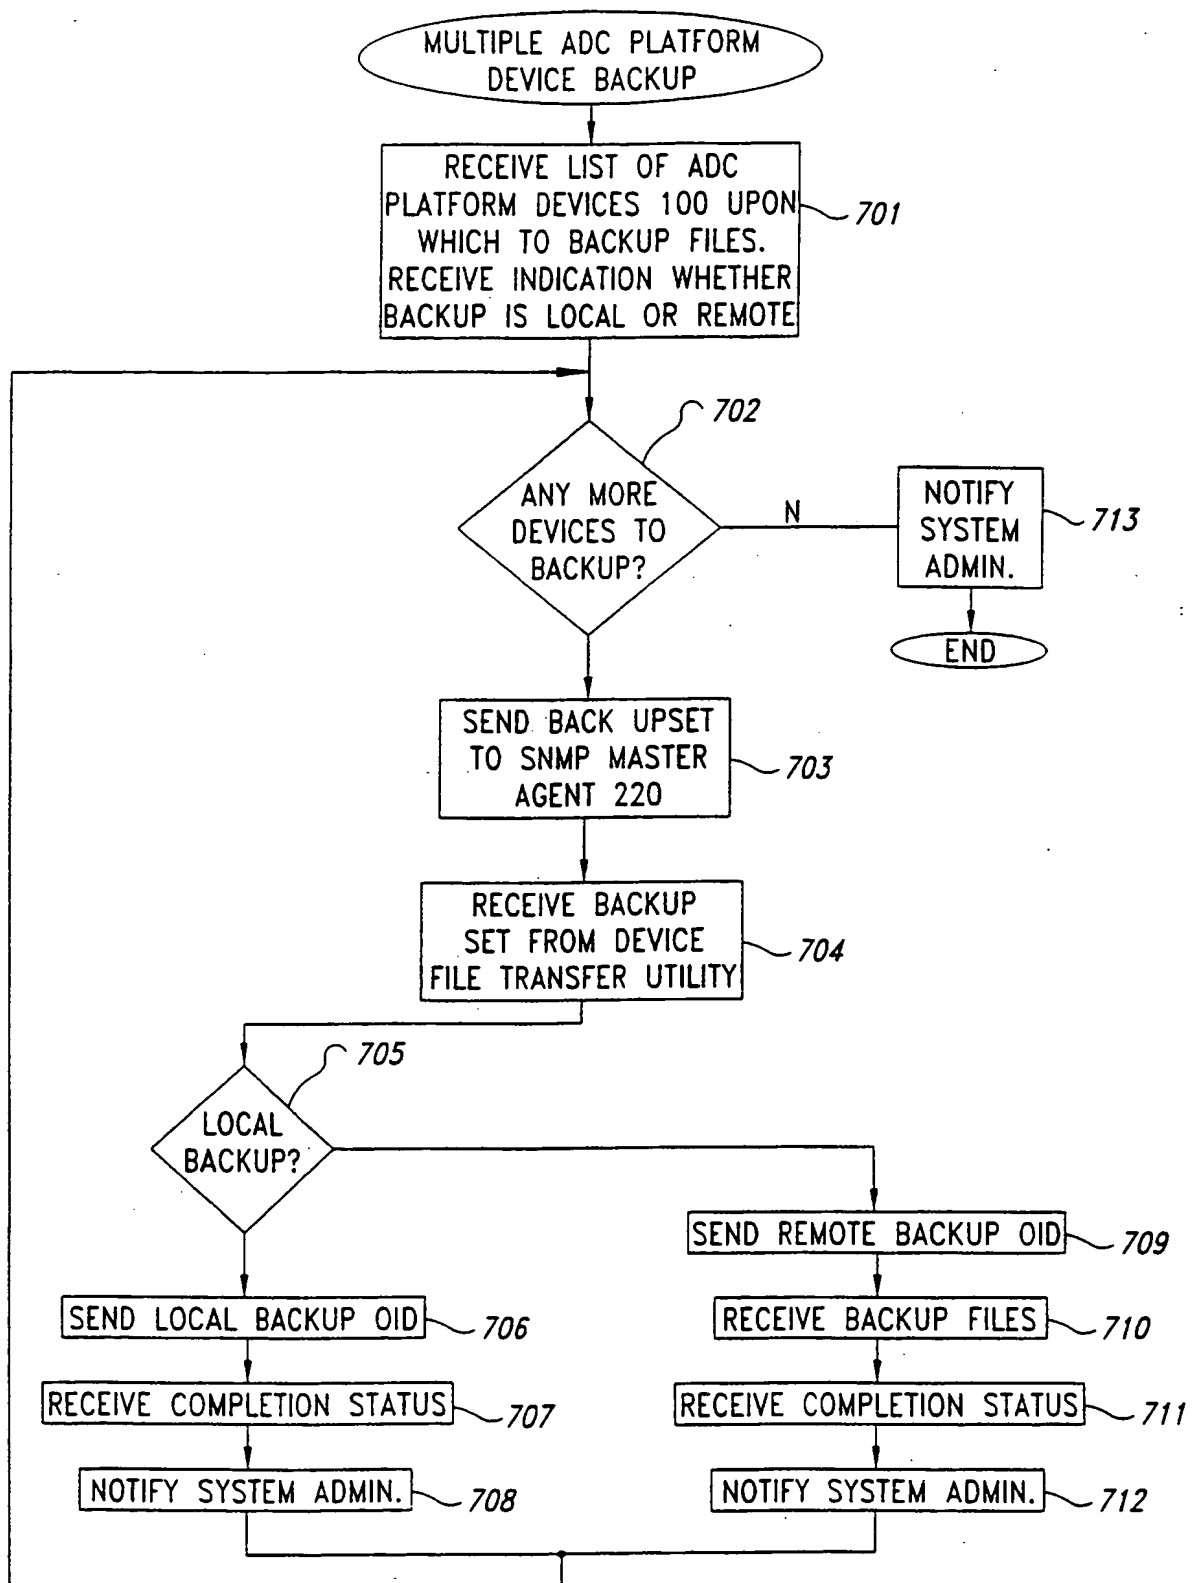 MULTIPLE ADC PLATFORM
DEVICE BACKUP
RECEIVE LIST OF ADC
PLATFORM DEVICES 100 UPON
WHICH TO BACKUP FILES.
RECEIVE INDICATION WHETHER
BACKUP IS LOCAL OR REMOTE
701
702
ANY MORE
DEVICES TO
BACKUP?
N
NOTIFY
SYSTEM
ADMIN.
713
END
SEND BACK UPSET
TO SNMP MASTER
AGENT 220
703
RECEIVE BACKUP
SET FROM DEVICE
FILE TRANSFER UTILITY
704
705
LOCAL
BACKUP?
SEND LOCAL BACKUP OID
706
RECEIVE COMPLETION STATUS
707
NOTIFY SYSTEM ADMIN.
708
SEND REMOTE BACKUP OID
709
RECEIVE BACKUP FILES
710
RECEIVE COMPLETION STATUS
711
NOTIFY SYSTEM ADMIN.
712